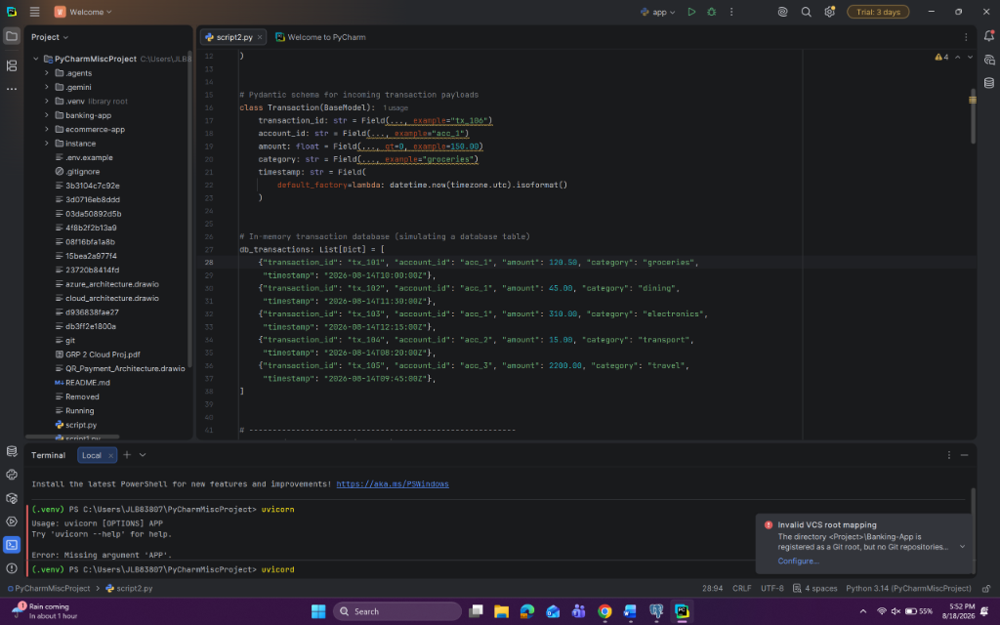 W Welcome
app
Trial: 3 days
Project
script2.py
Welcome to PyCharm
PyCharmMiscProject C:\Users\JLB8
.agents
.gemini
.venv library root
banking-app
ecommerce-app
instance
.env.example
.gitignore
3b3104c7c92e
3d0716eb8ddd
03da50892d5b
4f8b2f2b13a9
08f16bfa1a8b
15bea2a977f4
23720b8414fd
azure_architecture.drawio
cloud_architecture.drawio
d936838fae27
db3ff2e1800a
git
GRP 2 Cloud Proj.pdf
QR_Payment_Architecture.drawio
README.md
Removed
Running
script.py
script1.py
4
12 )
13
14
15 # Pydantic schema for incoming transaction payloads
16 class Transaction(BaseModel): 1 usage
17 transaction_id: str = Field(..., example="tx_106")
18 account_id: str = Field(..., example="acc_1")
19 amount: float = Field(..., gt=0, example=150.00)
20 category: str = Field(..., example="groceries")
21 timestamp: str = Field(
22 default_factory=lambda: datetime.now(timezone.utc).isoformat()
23 )
24
25
26 # In-memory transaction database (simulating a database table)
27 db_transactions: List[Dict] = [
28 {"transaction_id": "tx_101", "account_id": "acc_1", "amount": 120.50, "category": "groceries",
29 "timestamp": "2026-08-14T10:00:00Z"},
30 {"transaction_id": "tx_102", "account_id": "acc_1", "amount": 45.00, "category": "dining",
31 "timestamp": "2026-08-14T11:30:00Z"},
32 {"transaction_id": "tx_103", "account_id": "acc_1", "amount": 310.00, "category": "electronics",
33 "timestamp": "2026-08-14T12:15:00Z"},
34 {"transaction_id": "tx_104", "account_id": "acc_2", "amount": 15.00, "category": "transport",
35 "timestamp": "2026-08-14T08:20:00Z"},
36 {"transaction_id": "tx_105", "account_id": "acc_3", "amount": 2200.00, "category": "travel",
37 "timestamp": "2026-08-14T09:45:00Z"},
38 ]
39
40
41 # ---------------------------------------------------------
Terminal Local
Install the latest PowerShell for new features and improvements! https://aka.ms/PSWindows
(.venv) PS C:\Users\JLB83807\PyCharmMiscProject> uvicorn
Usage: uvicorn [OPTIONS] APP
Try 'uvicorn --help' for help.
Error: Missing argument 'APP'.
(.venv) PS C:\Users\JLB83807\PyCharmMiscProject> uvicord
Invalid VCS root mapping
The directory <Project>\Banking-App is
registered as a Git root, but no Git repositories...
Configure...
PyCharmMiscProject > script2.py
28:94 CRLF UTF-8 4 spaces Python 3.14 (PyCharmMiscProject)
1
Rain coming
In about 1 hour
Search
55%
5:52 PM
8/18/2026